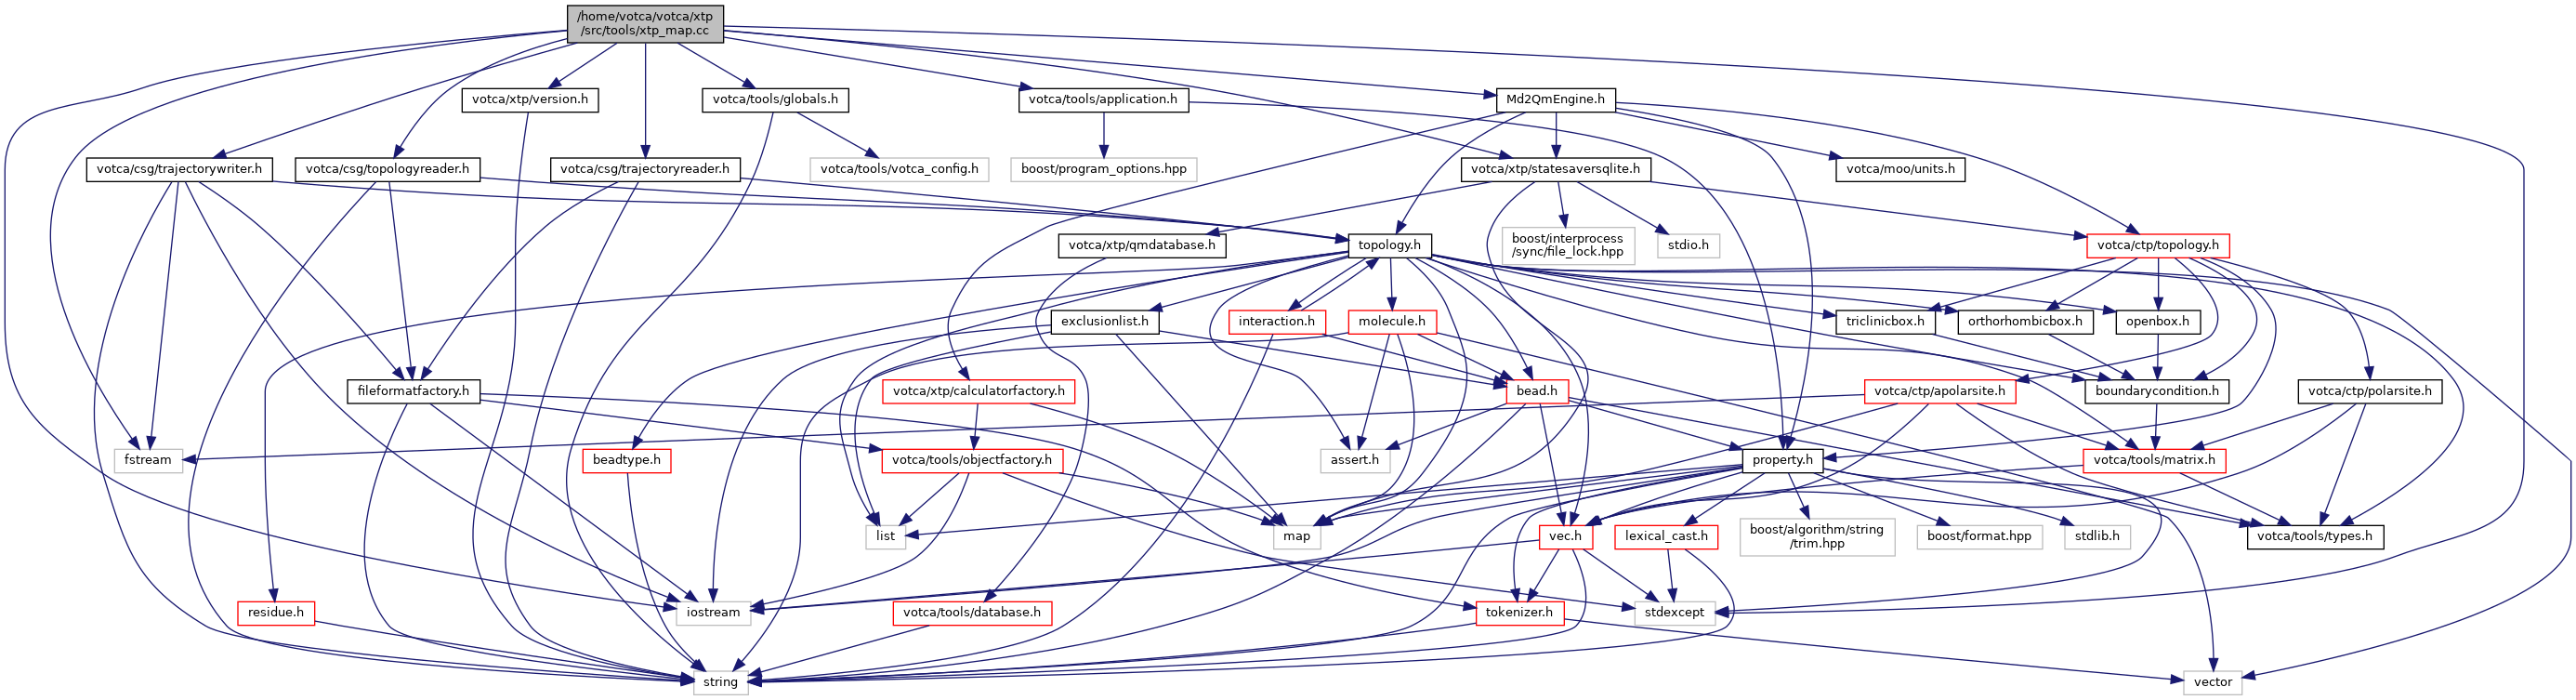 /home/votca/votca/xtp
/src/tools/xtp_map.cc
votca/xtp/version.h
votca/tools/globals.h
votca/tools/application.h
Md2QmEngine.h
votca/csg/trajectorywriter.h
votca/csg/topologyreader.h
votca/csg/trajectoryreader.h
votca/tools/votca_config.h
boost/program_options.hpp
votca/xtp/statesaversqlite.h
votca/moo/units.h
votca/xtp/qmdatabase.h
topology.h
boost/interprocess
/sync/file_lock.hpp
stdio.h
votca/ctp/topology.h
exclusionlist.h
interaction.h
molecule.h
triclinicbox.h
orthorhombicbox.h
openbox.h
fileformatfactory.h
votca/xtp/calculatorfactory.h
bead.h
votca/ctp/apolarsite.h
boundarycondition.h
votca/ctp/polarsite.h
fstream
beadtype.h
votca/tools/objectfactory.h
assert.h
property.h
votca/tools/matrix.h
list
map
vec.h
lexical_cast.h
boost/algorithm/string
/trim.hpp
boost/format.hpp
stdlib.h
votca/tools/types.h
residue.h
iostream
votca/tools/database.h
tokenizer.h
stdexcept
string
vector